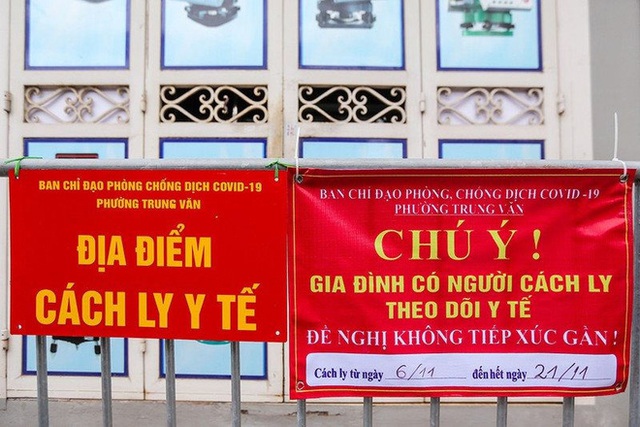 BAN CHỈ ĐẠO PHÒNG CHỐNG DỊCH COVID-19
PHƯỜNG TRUNG VĂN
ĐỊA ĐIỂM
CÁCH LY Y TẾ
BAN CHỈ ĐẠO PHÒNG, CHỐNG DỊCH COVID -19
PHƯỜNG TRUNG VĂN
CHÚ Ý !
GIA ĐÌNH CÓ NGƯỜI CÁCH LY
THEO DÕI Y TẾ
ĐỀ NGHỊ KHÔNG TIẾP XÚC GẦN !
Cách ly từ ngày 6/11 đến hết ngày 21/11